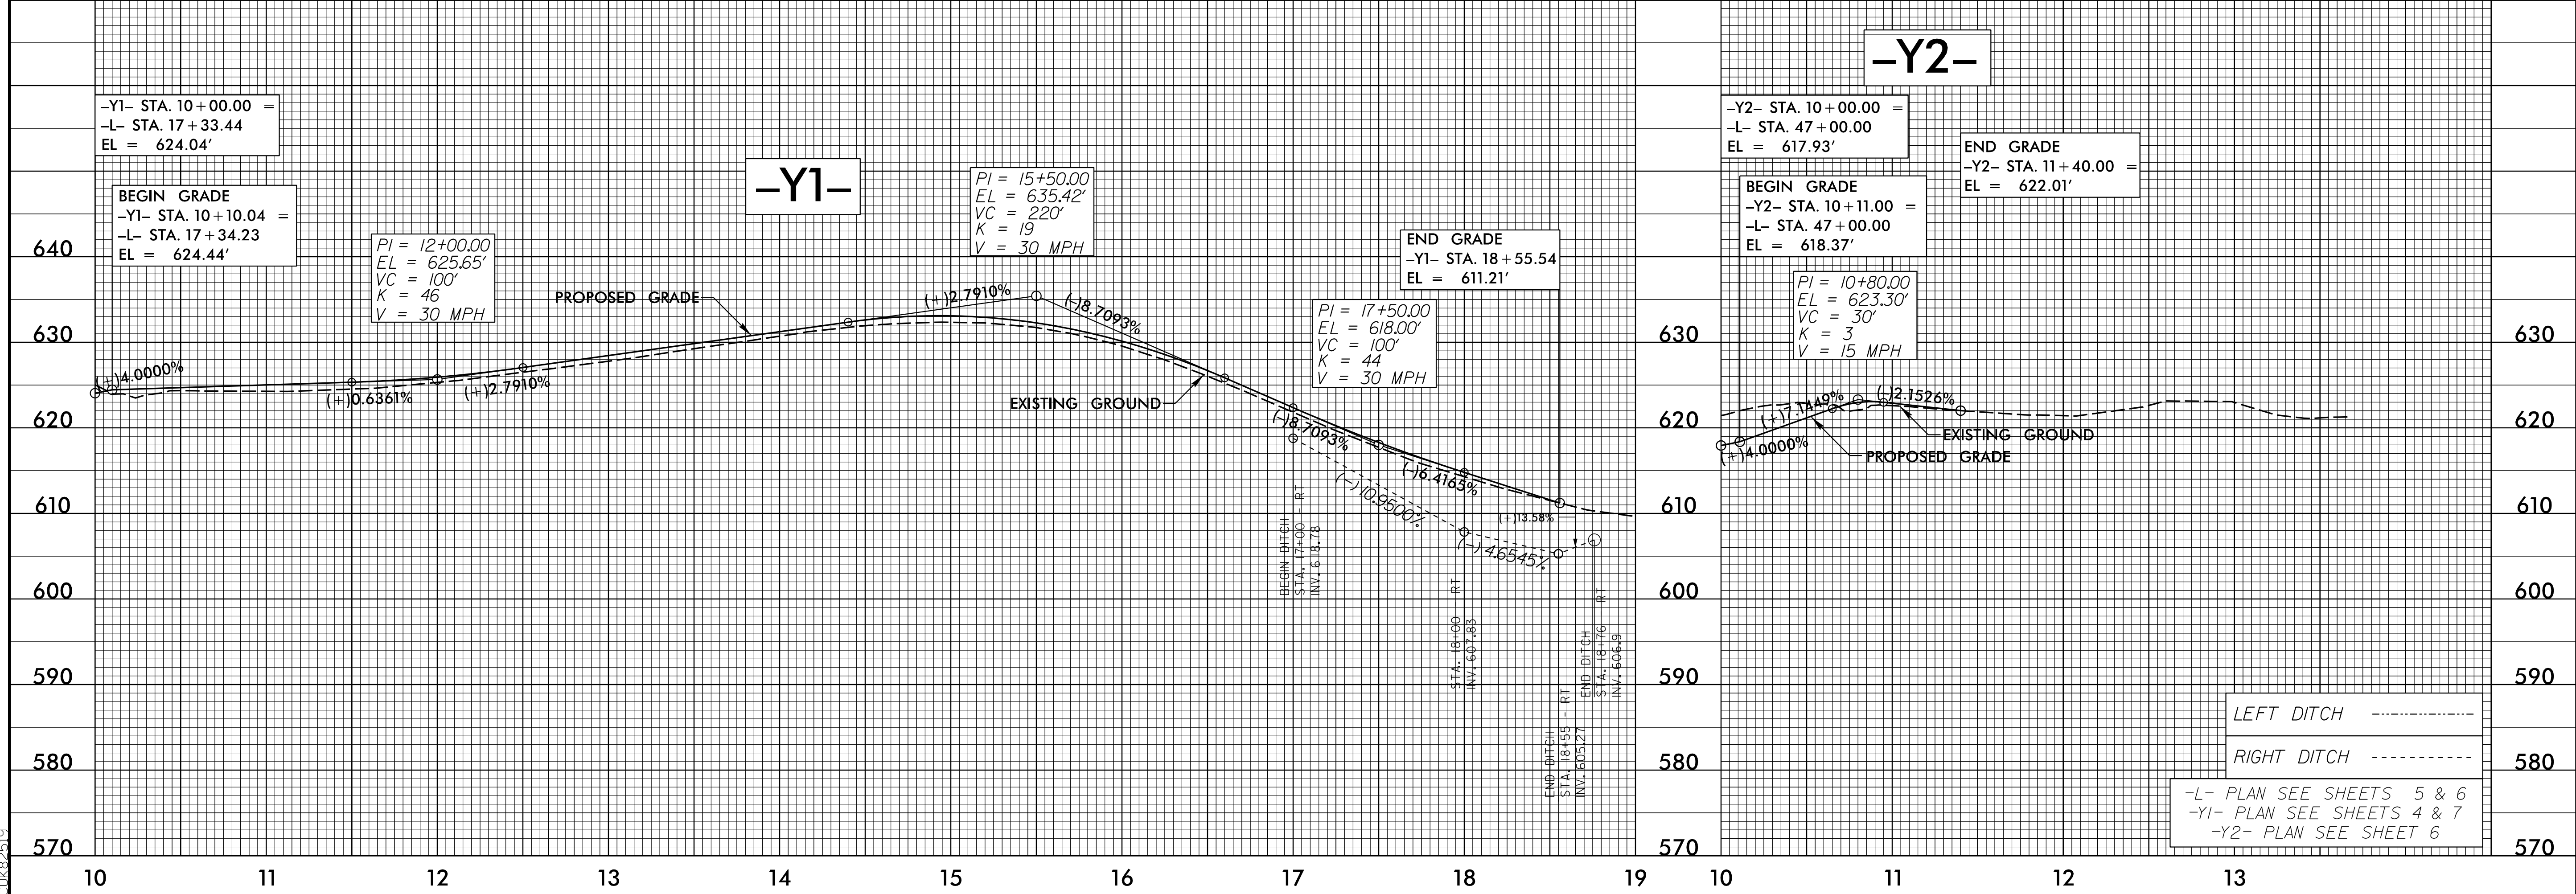 –Y1–
–Y2–
–Y1– STA. 10+00.00 =
–L– STA. 17+33.44
EL = 624.04'
BEGIN GRADE
–Y1– STA. 10+10.04 =
–L– STA. 17+34.23
EL = 624.44'
PI = 12+00.00
EL = 625.65'
VC = 100'
K = 46
V = 30 MPH
PI = 15+50.00
EL = 635.42'
VC = 220'
K = 19
V = 30 MPH
END GRADE
–Y1– STA. 18+55.54
EL = 611.21'
PI = 17+50.00
EL = 618.00'
VC = 100'
K = 44
V = 30 MPH
PROPOSED GRADE
EXISTING GROUND
(+)4.0000%
(+)0.6361%
(+)2.7910%
(+)2.7910%
(–)8.7093%
(–)8.7093%
(–)6.4165%
(–)10.9500%
(–)4.6545%
(+)13.58%
BEGIN DITCH
STA. 17+00 - RT
INV. 618.78
STA. 18+00 - RT
INV. 607.83
END DITCH
STA. 18+55 - RT
INV. 605.27
END DITCH
STA. 18+76 - RT
INV. 606.9
–Y2– STA. 10+00.00 =
–L– STA. 47+00.00
EL = 617.93'
BEGIN GRADE
–Y2– STA. 10+11.00 =
–L– STA. 47+00.00
EL = 618.37'
END GRADE
–Y2– STA. 11+40.00 =
EL = 622.01'
PI = 10+80.00
EL = 623.30'
VC = 30'
K = 3
V = 15 MPH
(+)4.0000%
(+)7.1449%
(–)2.1526%
EXISTING GROUND
PROPOSED GRADE
640
630
620
610
600
590
580
570
630
620
610
600
590
580
570
630
620
610
600
590
580
570
LEFT DITCH
RIGHT DITCH
-L- PLAN SEE SHEETS 5 & 6
-Y1- PLAN SEE SHEETS 4 & 7
-Y2- PLAN SEE SHEET 6
10 11 12 13 14 15 16 17 18 19 10 11 12 13